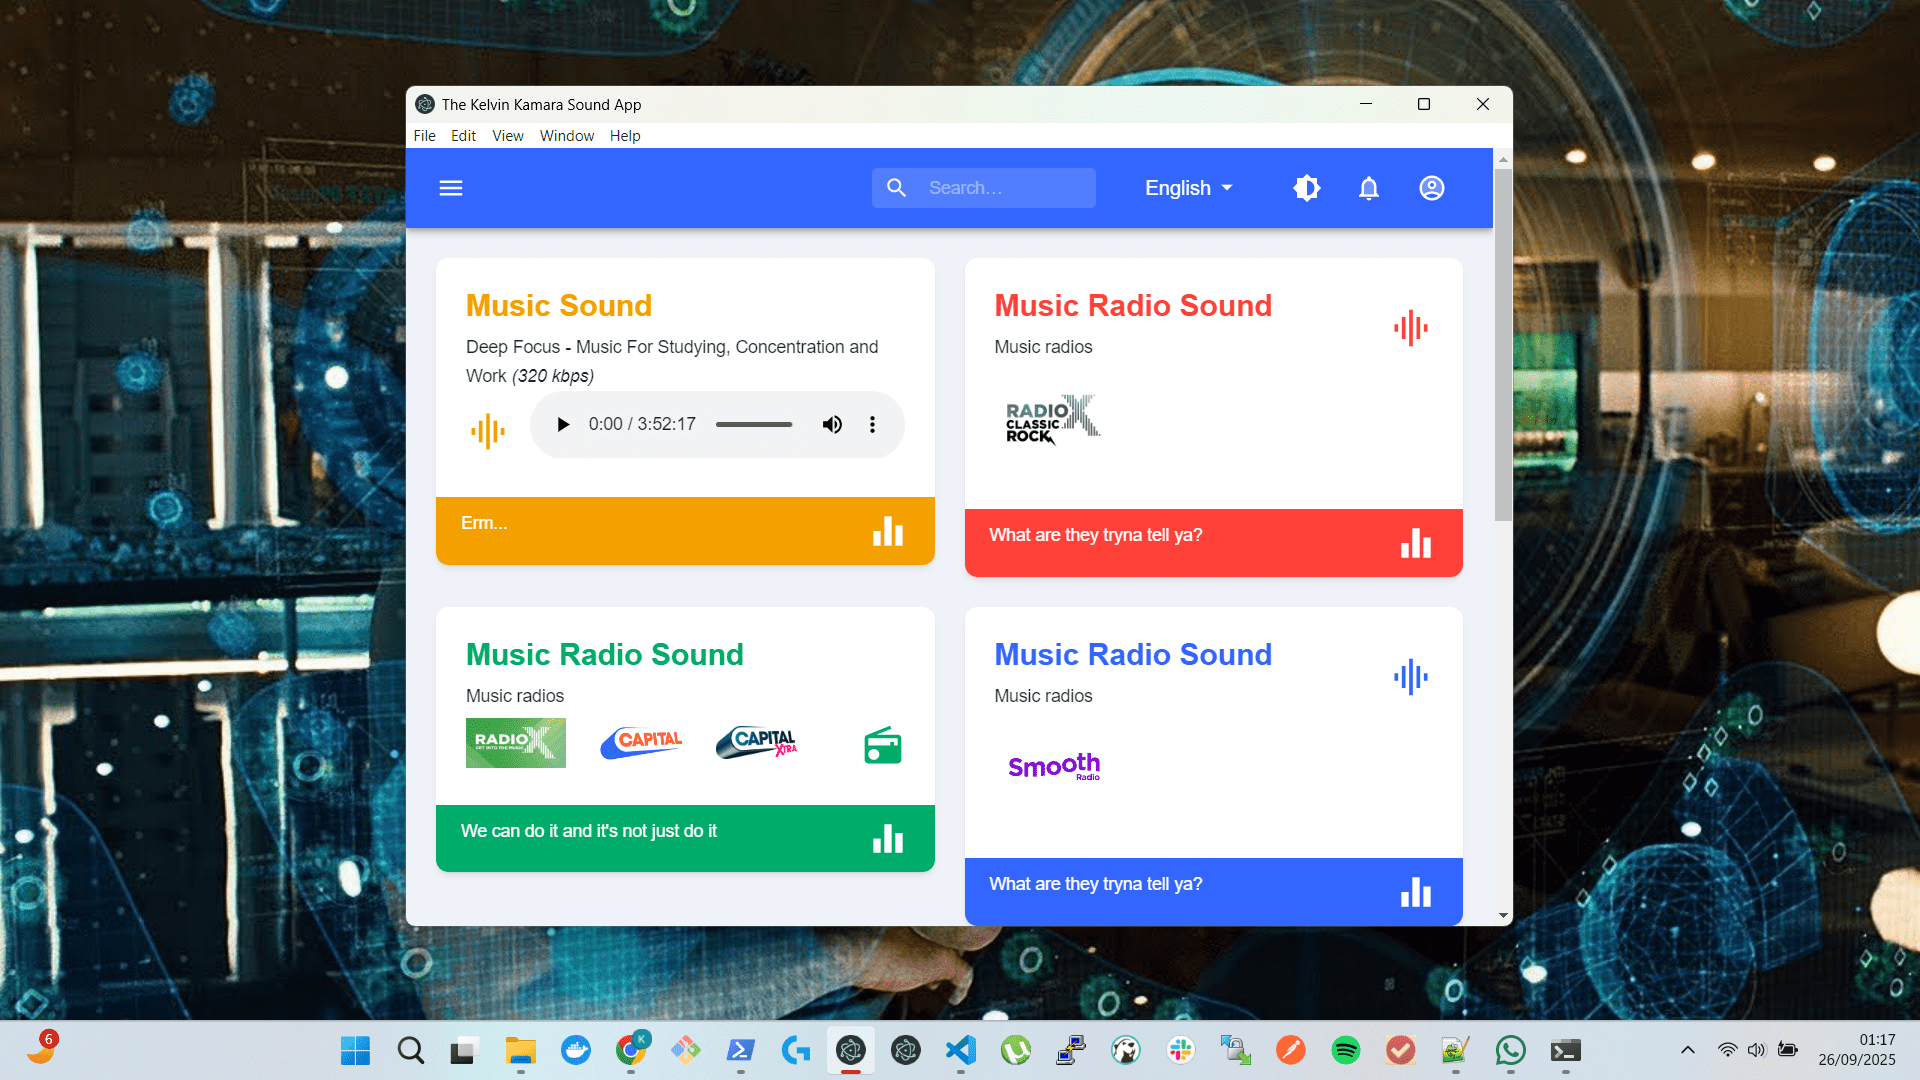 The Kelvin Kamara Sound App
File Edit View Window Help
Search…
English
Music Sound
Deep Focus - Music For Studying, Concentration and
Work (320 kbps)
0:00 / 3:52:17
Erm...
Music Radio Sound
Music radios
RADIO X
CLASSIC
ROCK
What are they tryna tell ya?
Music Radio Sound
Music radios
RADIO X
GET INTO THE MUSIC
CAPITAL
CAPITAL
XTRA
We can do it and it's not just do it
Music Radio Sound
Music radios
Smooth
Radio
What are they tryna tell ya?
6
K
01:17
26/09/2025